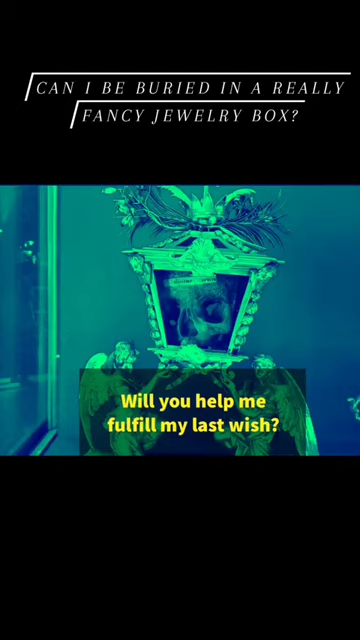 CAN I BE BURIED IN A REALLY
FANCY JEWELRY BOX?
Will you help me
fulfill my last wish?